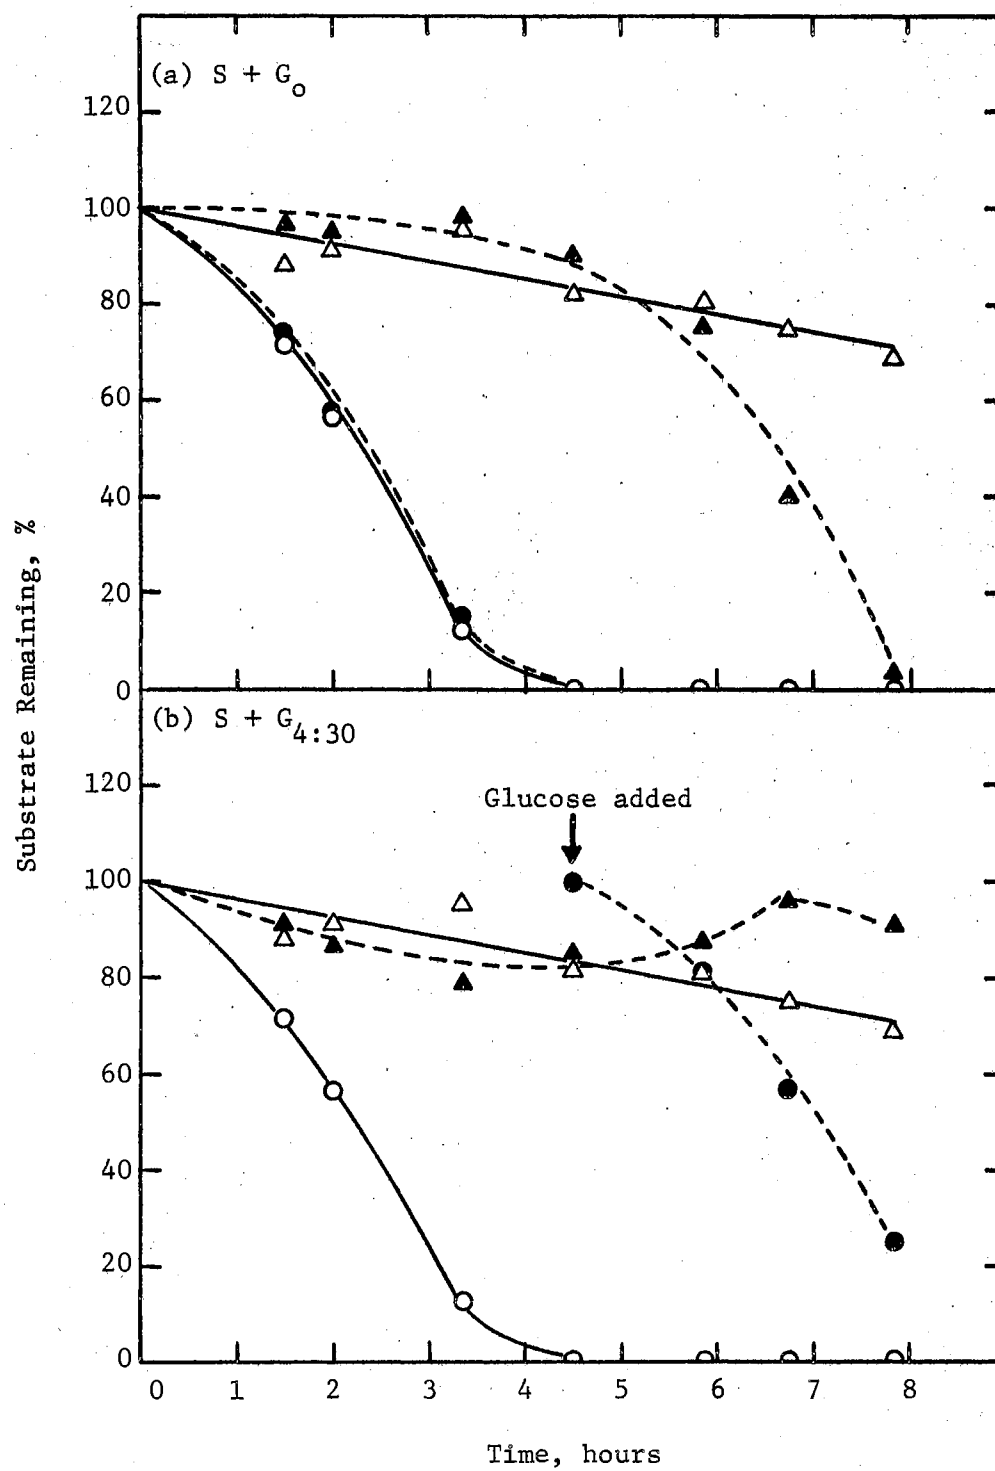 (a) S + G₀
120
100
80
60
40
20
0
(b) S + G₄:₃₀
Glucose added
120
100
80
60
40
20
0
Substrate Remaining, %
0 1 2 3 4 5 6 7 8
Time, hours